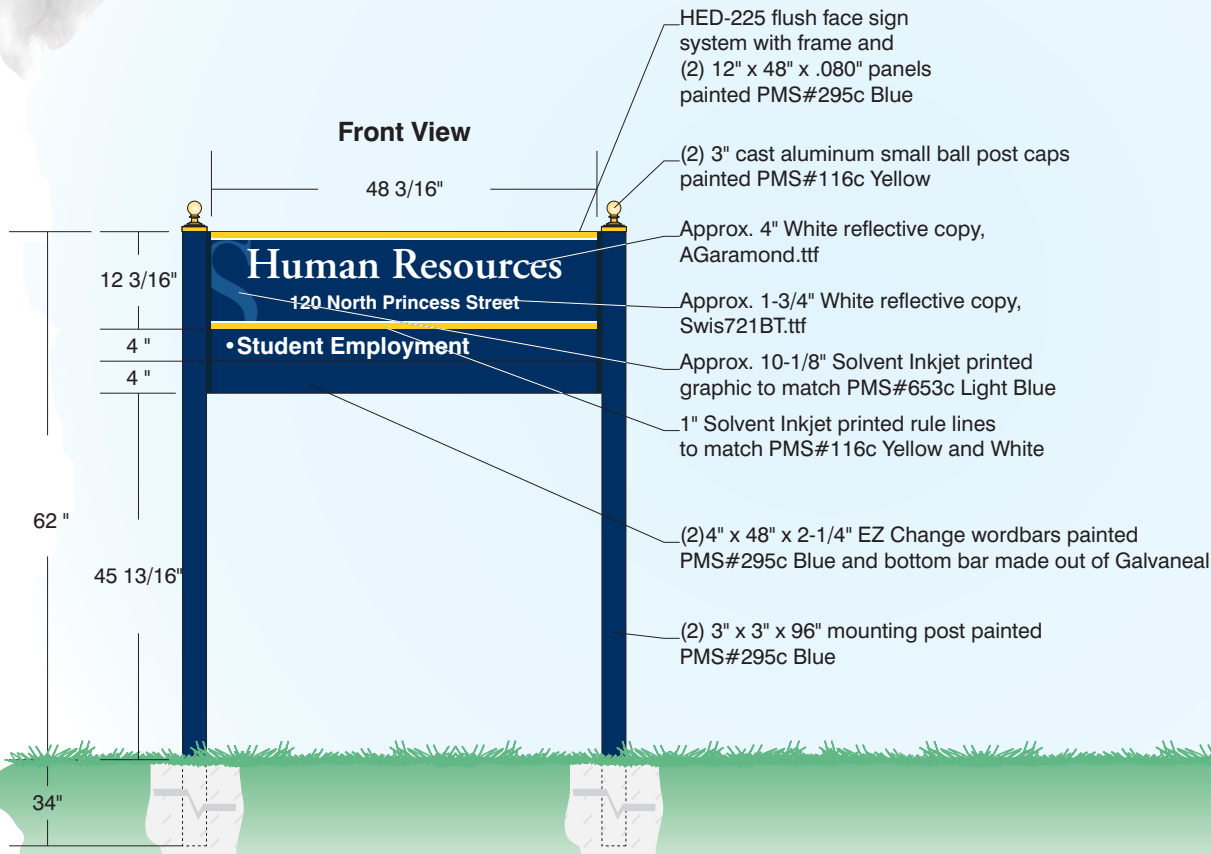 HED-225 flush face sign
system with frame and
(2) 12" x 48" x .080" panels
painted PMS#295c Blue
Front View
(2) 3" cast aluminum small ball post caps
painted PMS#116c Yellow
48 3/16"
Approx. 4" White reflective copy,
AGaramond.ttf
S
Human Resources
12 3/16"
120 North Princess Street
Approx. 1-3/4" White reflective copy,
Swis721BT.ttf
4 "
•Student Employment
Approx. 10-1/8" Solvent Inkjet printed
graphic to match PMS#653c Light Blue
4 "
1" Solvent Inkjet printed rule lines
to match PMS#116c Yellow and White
62 "
(2)4" x 48" x 2-1/4" EZ Change wordbars painted
PMS#295c Blue and bottom bar made out of Galvaneal
45 13/16"
(2) 3" x 3" x 96" mounting post painted
PMS#295c Blue
34"